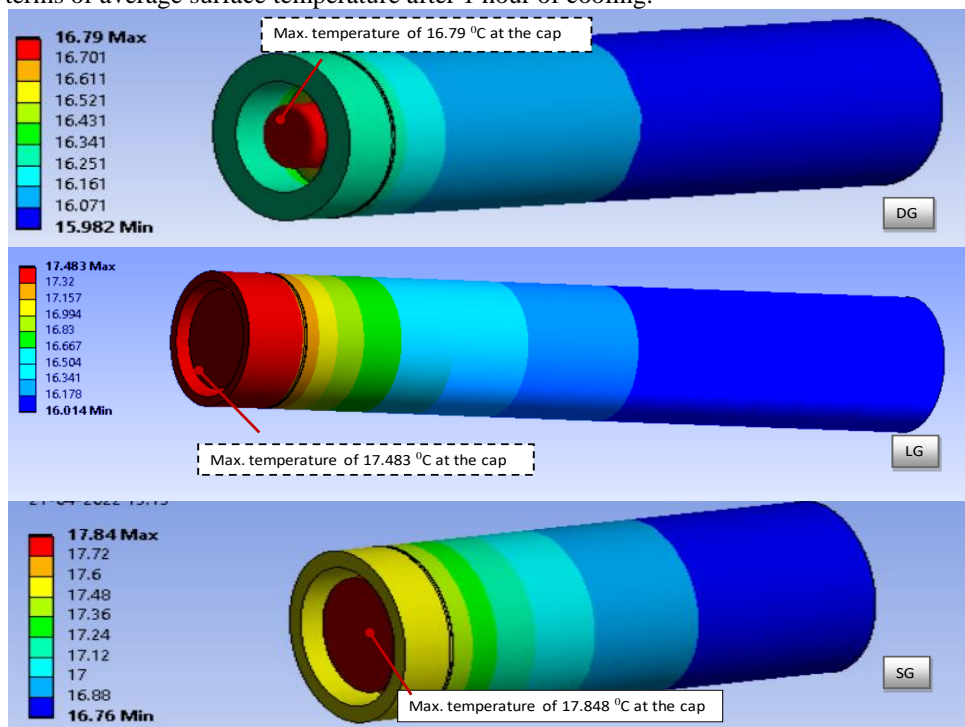 terms of average surface temperature after 1 hour of cooling.
Max. temperature of 16.79 ⁰C at the cap
16.79 Max
16.701
16.611
16.521
16.431
16.341
16.251
16.161
16.071
15.982 Min
DG
17.483 Max
17.32
17.157
16.994
16.83
16.667
16.504
16.341
16.178
16.014 Min
Max. temperature of 17.483 ⁰C at the cap
LG
17.84 Max
17.72
17.6
17.48
17.36
17.24
17.12
17
16.88
16.76 Min
SG
Max. temperature of 17.848 ⁰C at the cap